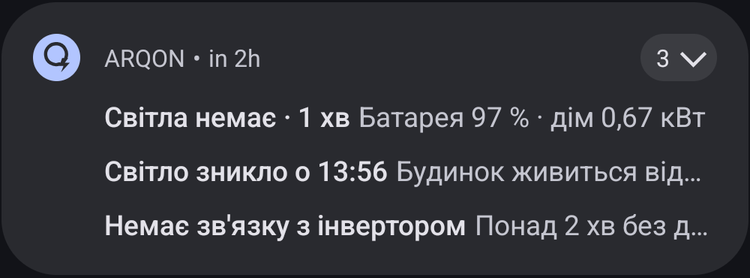 ARQON • in 2h
3
Світла немає · 1 хв Батарея 97 % · дім 0,67 кВт
Світло зникло о 13:56 Будинок живиться від...
Немає зв'язку з інвертором Понад 2 хв без д...